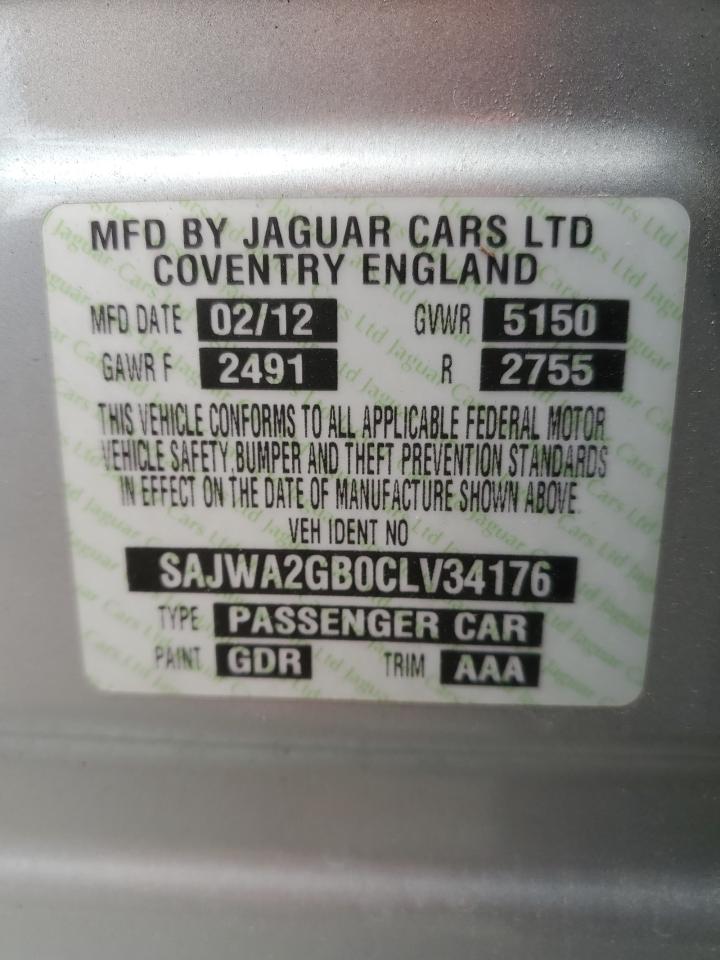 MFD BY JAGUAR CARS LTD
COVENTRY ENGLAND
MFD DATE 02/12 GVWR 5150
GAWR F 2491 R 2755
THIS VEHICLE CONFORMS TO ALL APPLICABLE FEDERAL MOTOR
VEHICLE SAFETY, BUMPER AND THEFT PREVENTION STANDARDS
IN EFFECT ON THE DATE OF MANUFACTURE SHOWN ABOVE.
VEH IDENT NO
SAJWA2GB0CLV34176
TYPE PASSENGER CAR
PAINT GDR TRIM AAA